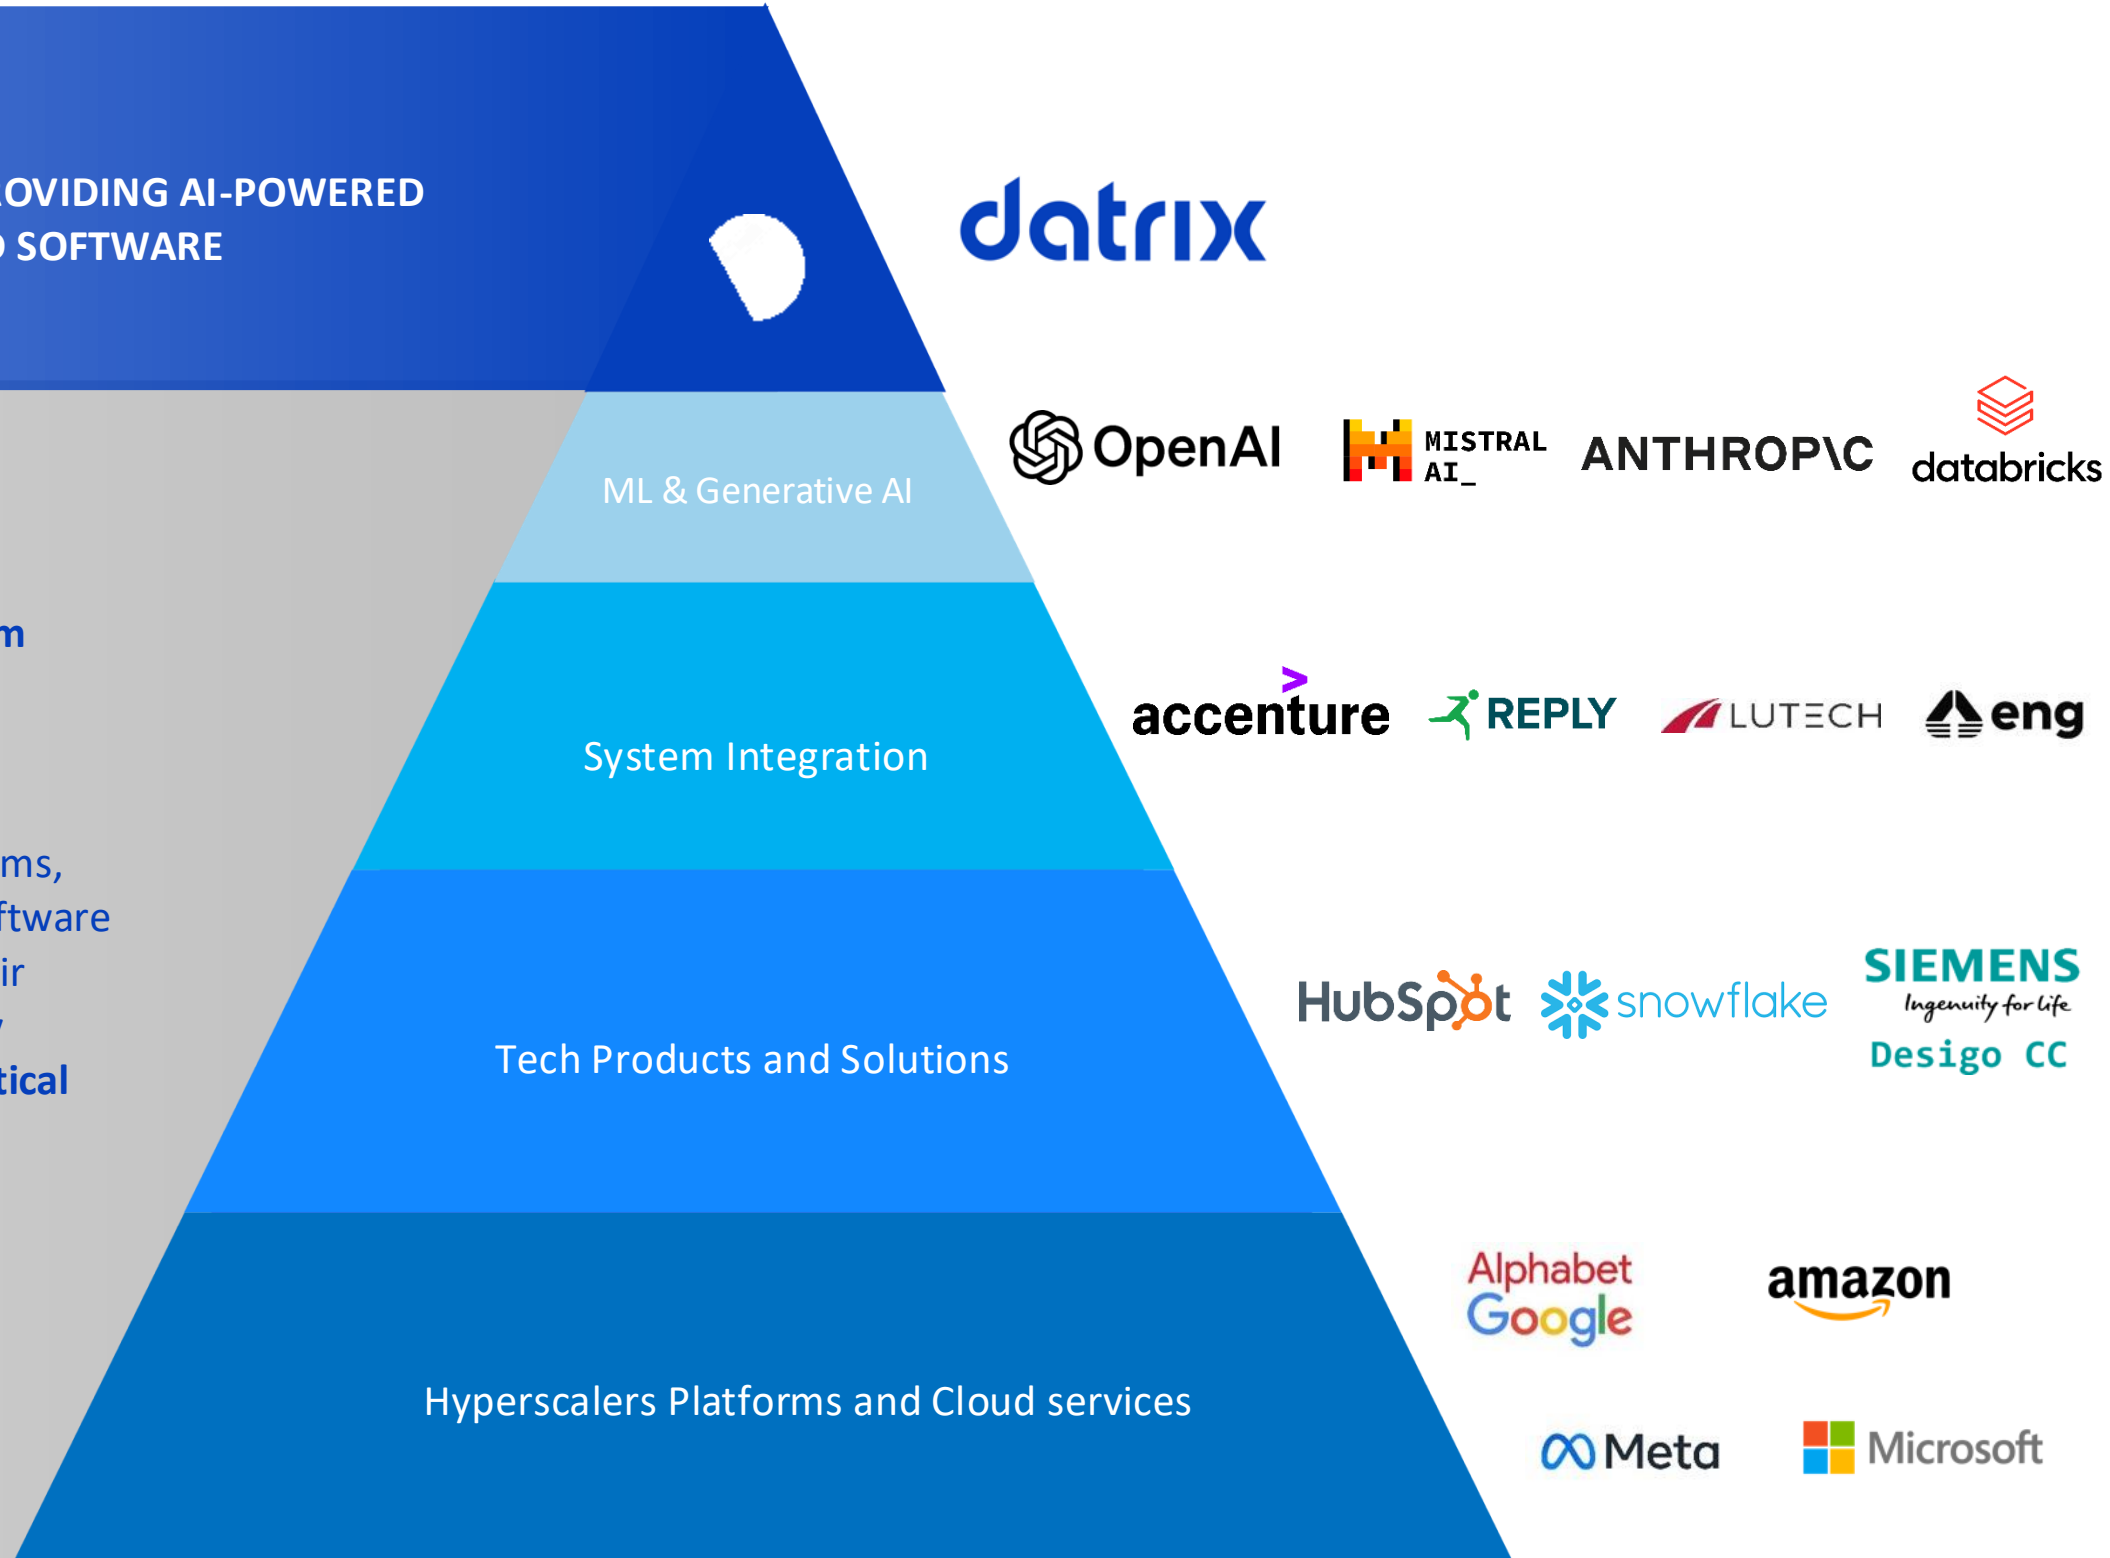 ROVIDING AI-POWERED
SOFTWARE
datrix
ML & Generative AI
OpenAI
MISTRAL
AI_
ANTHROP\C
databricks
m
System Integration
>
accenture
REPLY
LUTECH
eng
ms,
ftware
ir
tical
Tech Products and Solutions
HubSpot
snowflake
SIEMENS
Ingenuity for life
Desigo CC
Hyperscalers Platforms and Cloud services
Alphabet
Google
amazon
Meta
Microsoft